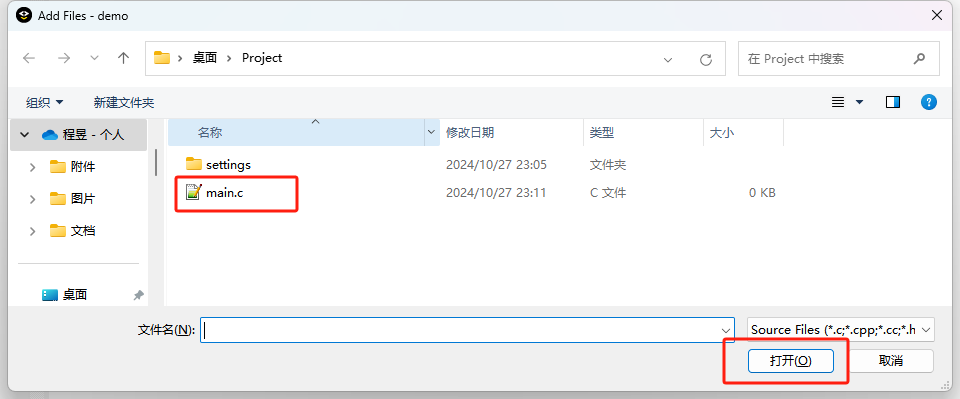 Add Files - demo
桌面 Project
在 Project 中搜索
组织 新建文件夹
程昱 - 个人
附件
图片
文档
桌面
名称 修改日期 类型 大小
settings 2024/10/27 23:05 文件夹
main.c 2024/10/27 23:11 C 文件 0 KB
文件名(N):
Source Files (*.c;*.cpp;*.cc;*.h
打开(O) 取消